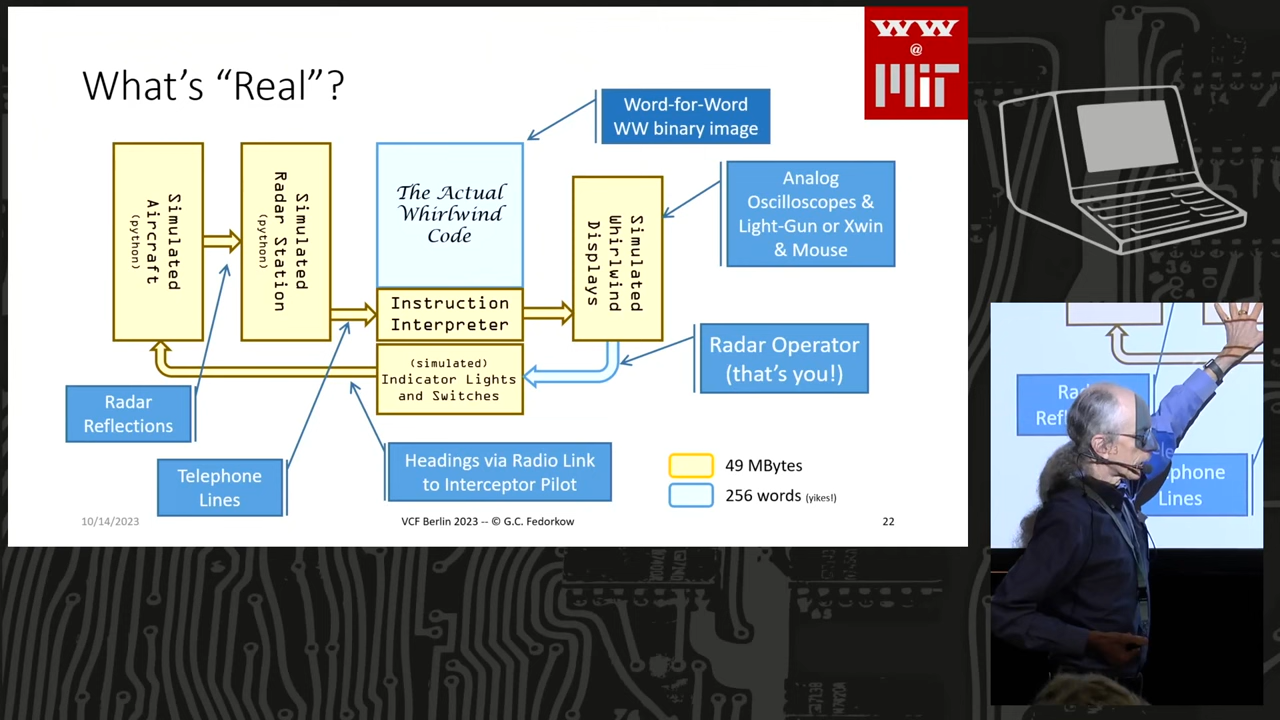 What's "Real"?
WW
@
MIT
Word-for-Word
WW binary image
Simulated
Aircraft
(python)
Simulated
Radar Station
(python)
The Actual
Whirlwind
Code
Instruction
Interpreter
(simulated)
Indicator Lights
and Switches
Simulated
Whirlwind
Displays
Analog
Oscilloscopes &
Light-Gun or Xwin
& Mouse
Radar Operator
(that's you!)
Radar
Reflections
Telephone
Lines
Headings via Radio Link
to Interceptor Pilot
49 MBytes
256 words (yikes!)
10/14/2023
VCF Berlin 2023 -- © G.C. Fedorkow
22
Lines